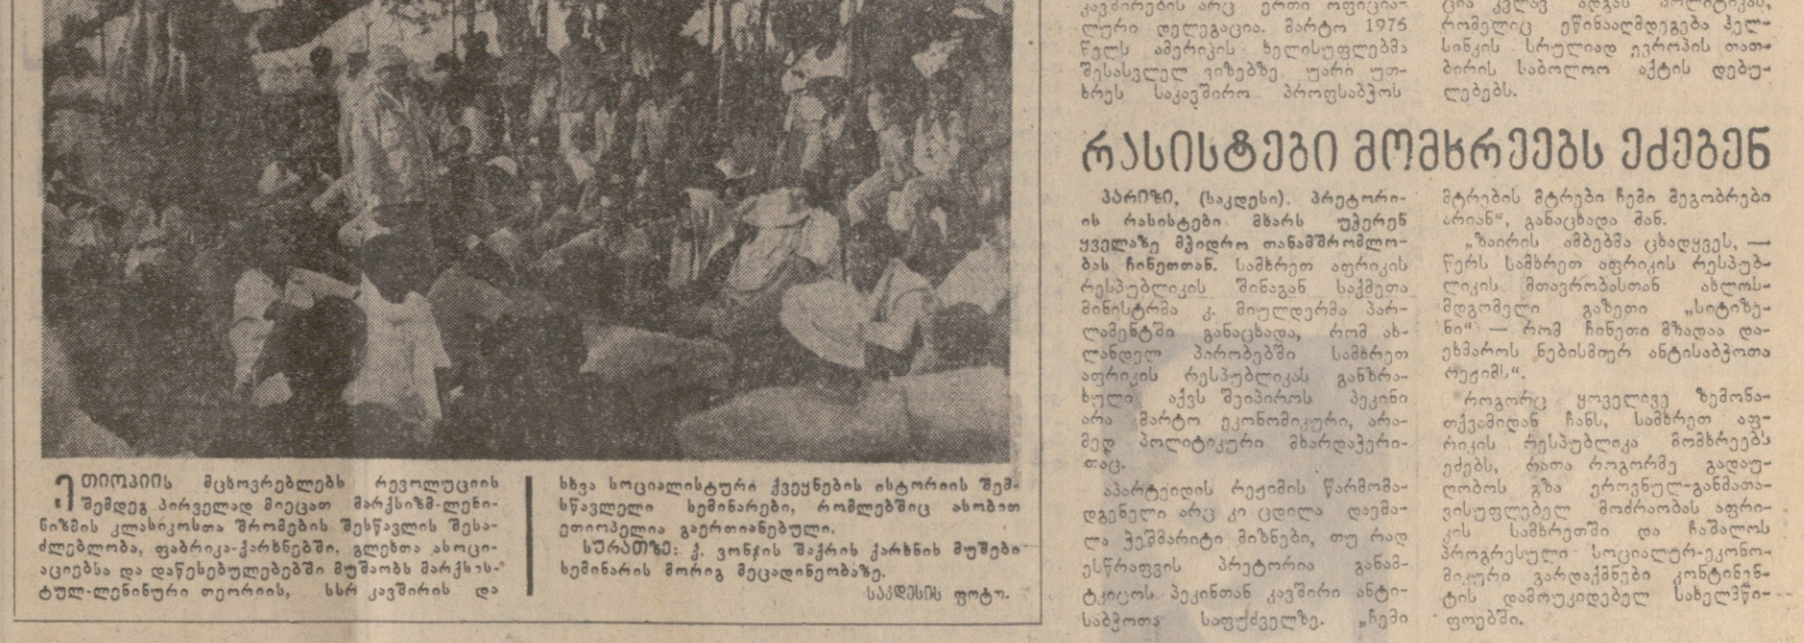 ეთიოპიის მცხოვრებლებს რევოლუციის
შემდეგ პირველად მიეცათ მარქსიზმ-ლენი-
ნიზმის კლასიკოსთა შრომების შესწავლის შესა-
ძლებლობა, ფაბრიკა-ქარხნებში, გლეხთა ასოცი-
აციებსა და დაწესებულებებში მუშაობს მარქსის-
ტულ-ლენინური თეორიის, სსრ კავშირის და
სხვა სოციალისტური ქვეყნების ისტორიის შემ-
სწავლელი სემინარები, რომლებშიც ასობით
ეთიოპელია გაერთიანებული.
სურათზე: ქ. ვონჯის შაქრის ქარხნის მუშები
სემინარის მორიგ მეცადინეობაზე.
საკდესის ფოტო.
კავშირების არც ერთი ოფიცია-
ლური დელეგაცია. მარტო 1976
წელს ამერიკის ხელისუფლებმა
შესასვლელ ვიზებზე უარი უთ-
ხრეს საკავშირო პროფსაბჭოს
ცია კვლავ ადგას პოლიტიკას,
რომელიც ეწინააღმდეგება ჰელ-
სინკის სრულიად ევროპის თათ-
ბირის საბოლოო აქტის დებუ-
ლებებს.
რასისტები მომხრეებს ეძებენ
პარიზი, (საკდესი). პრეტორი-
ის რასისტები მხარს უჭერენ
ყველაზე მჭიდრო თანამშრომლო-
ბას ჩინეთთან. სამხრეთ აფრიკის
რესპუბლიკის შინაგან საქმეთა
მინისტრმა კ. მიულდერმა პარ-
ლამენტში განაცხადა, რომ ახ-
ლანდელ პირობებში სამხრეთ
აფრიკის რესპუბლიკას განზრა-
ხული აქვს შეიპიროს პეკინი
არა მარტო ეკონომიკური, არა-
მედ პოლიტიკური მხარდაჭერი-
თაც.
აპარტეიდის რეჟიმის წარმომა-
დგენელი არც კი ცდილა დაემა-
ლა ჭეშმარიტი მიზნები, თუ რად
ესწრაფვის პრეტორია განამ-
ტკიცოს პეკინთან კავშირი ანტი-
საბჭოთა საფუძველზე. „ჩემი
მტრების მტრები ჩემი მეგობრები
არიან“, განაცხადა მან.
„ზაირის ამბებმა ცხადყვეს, —
წერს სამხრეთ აფრიკის რესპუბ-
ლიკის მთავრობასთან ახლოს-
მდგომელი გაზეთი „სიტიზე-
ნი“ — რომ ჩინეთი მზადაა და-
ეხმაროს ნებისმიერ ანტისაბჭოთა
რეჟიმს“.
როგორც ყოველივე ზემონა-
თქვამიდან ჩანს, სამხრეთ აფ-
რიკის რესპუბლიკა მომხრეებს
ეძებს, რათა როგორმე გადაუ-
ღობოს გზა ეროვნულ-განმათა-
ვისუფლებელ მოძრაობას აფრი-
კის სამხრეთში და ჩაშალოს
პროგრესული სოციალურ-ეკონო-
მიკური გარდაქმნები კონტინენ-
ტის დამოუკიდებელ სახელმწი-
ფოებში.